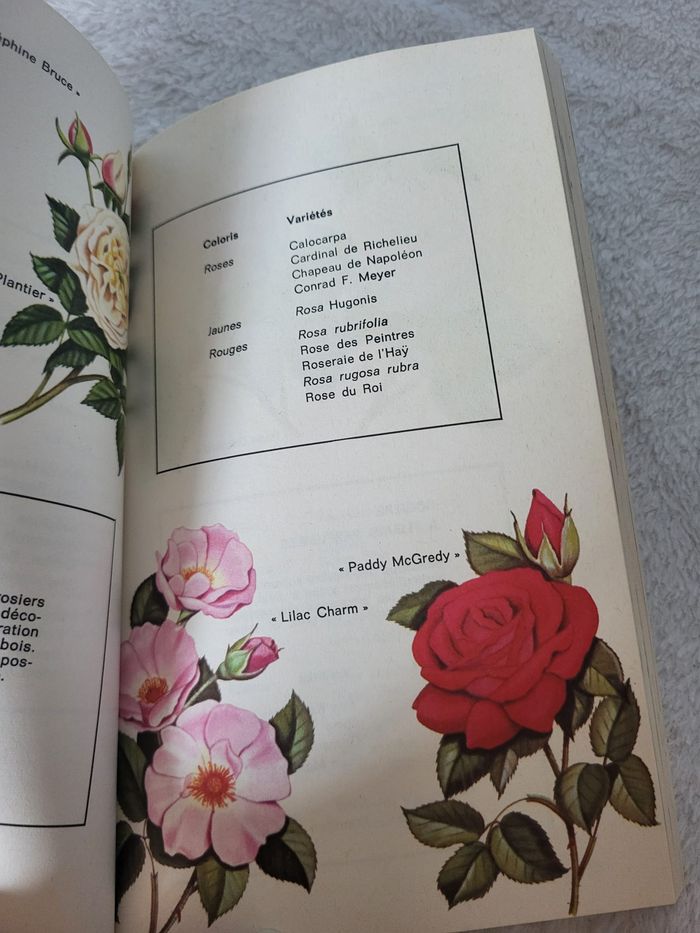 éphine Bruce »
Plantier »
osiers
déco-
ration
bois.
pos-
.
Coloris Variétés
Roses Calocarpa
Cardinal de Richelieu
Chapeau de Napoléon
Conrad F. Meyer
Jaunes Rosa Hugonis
Rouges Rosa rubrifolia
Rose des Peintres
Roseraie de l'Haÿ
Rosa rugosa rubra
Rose du Roi
« Paddy McGredy »
« Lilac Charm »